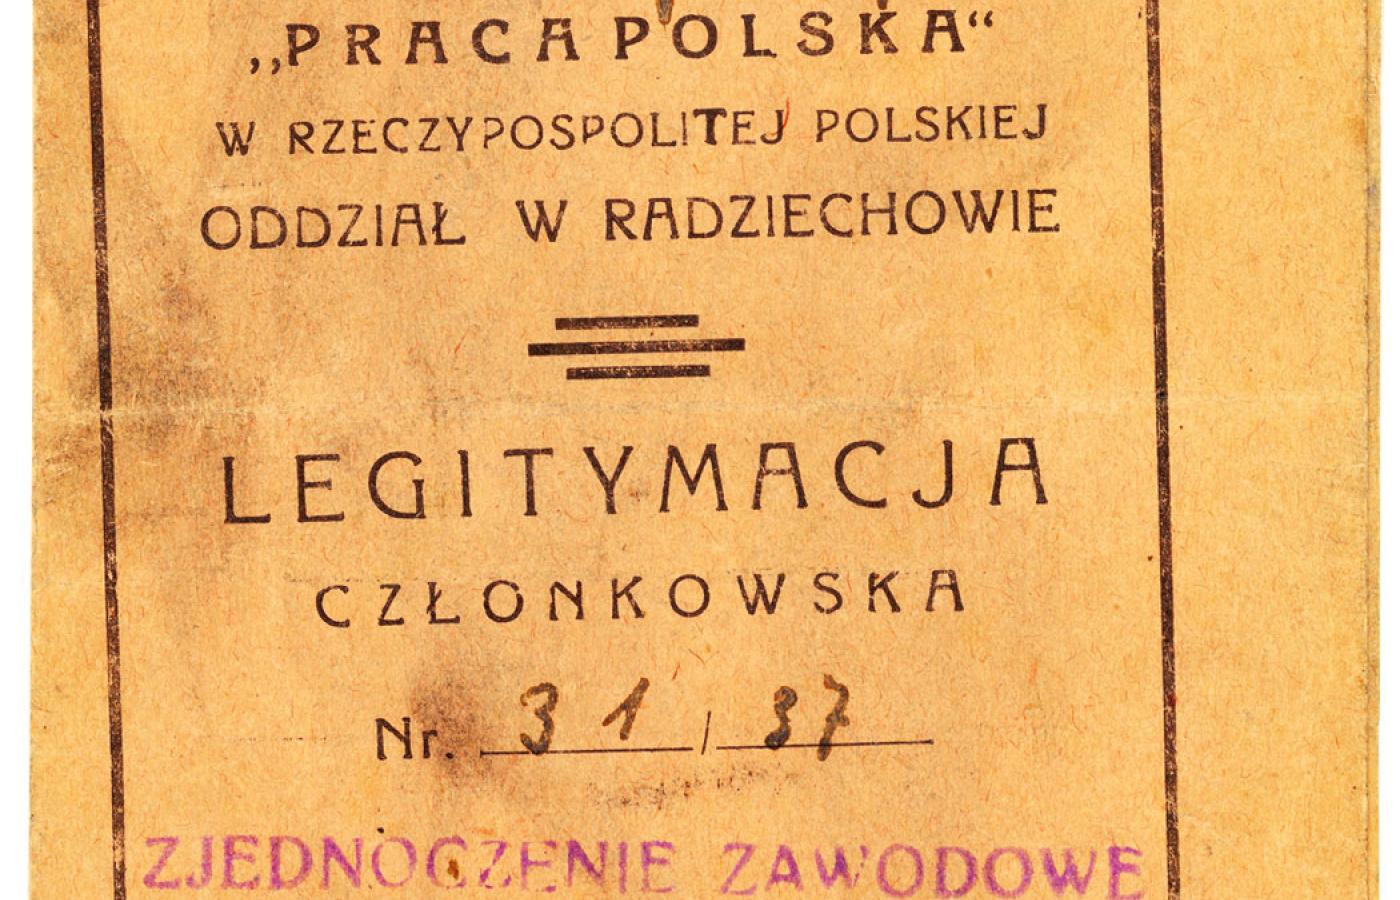 „PRACA POLSKA“
W RZECZYPOSPOLITEJ POLSKIEJ
ODDZIAŁ W RADZIECHOWIE
LEGITYMACJA
CZŁONKOWSKA
Nr. 31/37
ZJEDNOCZENIE ZAWODOWE